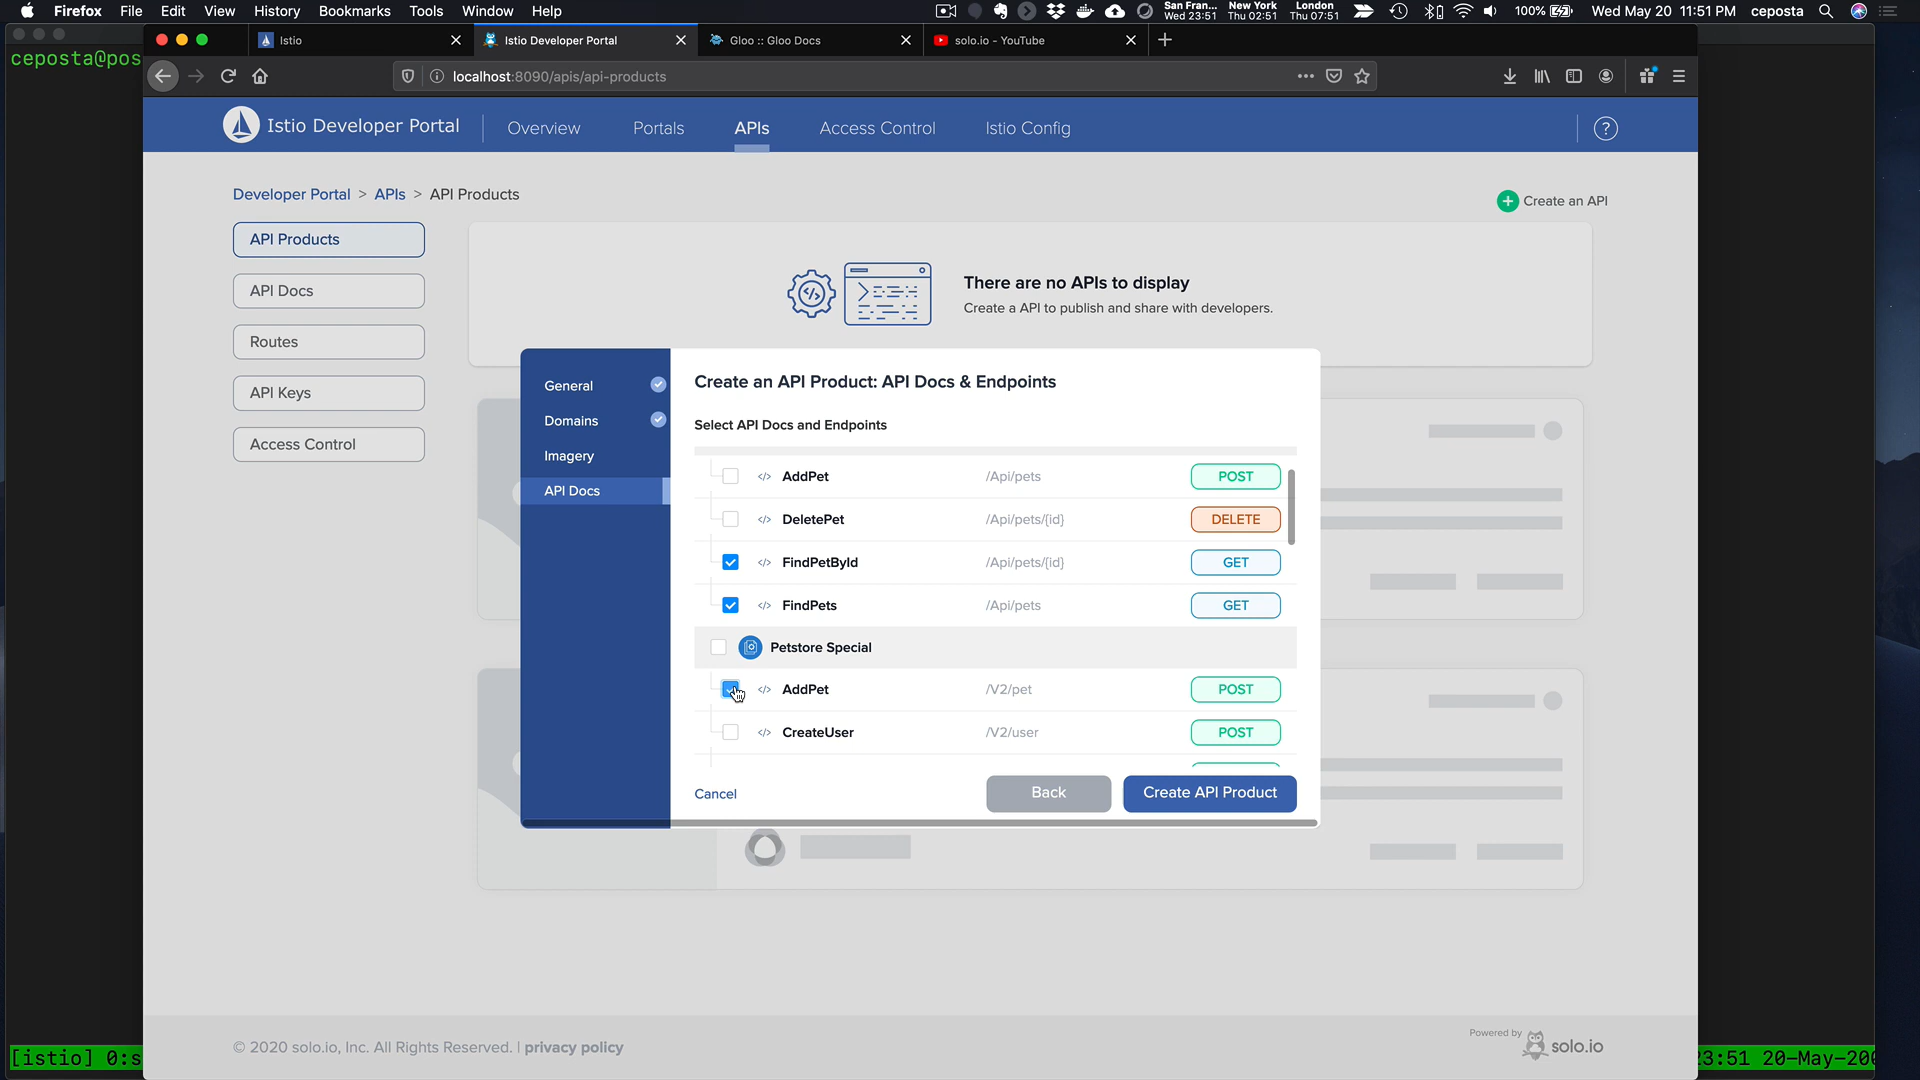 Firefox File Edit View History Bookmarks Tools Window Help
San Fran... Wed 23:51 New York Thu 02:51 London Thu 07:51 100% Wed May 20 11:51 PM ceposta
Istio
Istio Developer Portal
Gloo :: Gloo Docs
solo.io - YouTube
ceposta@pos
localhost:8090/apis/api-products
Istio Developer Portal Overview Portals APIs Access Control Istio Config ?
Developer Portal > APIs > API Products
Create an API
API Products
API Docs
Routes
API Keys
Access Control
There are no APIs to display
Create a API to publish and share with developers.
General
Domains
Imagery
API Docs
Create an API Product: API Docs & Endpoints
Select API Docs and Endpoints
</> AddPet /Api/pets POST
</> DeletePet /Api/pets/{id} DELETE
</> FindPetById /Api/pets/{id} GET
</> FindPets /Api/pets GET
Petstore Special
</> AddPet /V2/pet POST
</> CreateUser /V2/user POST
Cancel Back Create API Product
© 2020 solo.io, Inc. All Rights Reserved. | privacy policy
Powered by
solo.io
[istio] 0:s
23:51 20-May-20